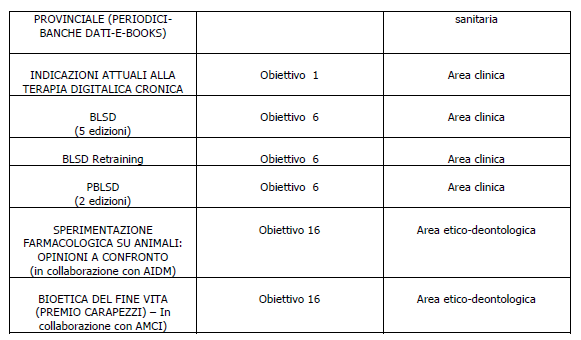 PROVINCIALE (PERIODICI-
BANCHE DATI-E-BOOKS)
sanitaria
INDICAZIONI ATTUALI ALLA
TERAPIA DIGITALICA CRONICA
Obiettivo 1
Area clinica
BLSD
(5 edizioni)
Obiettivo 6
Area clinica
BLSD Retraining
Obiettivo 6
Area clinica
PBLSD
(2 edizioni)
Obiettivo 6
Area clinica
SPERIMENTAZIONE
FARMACOLOGICA SU ANIMALI:
OPINIONI A CONFRONTO
(in collaborazione con AIDM)
Obiettivo 16
Area etico-deontologica
BIOETICA DEL FINE VITA
(PREMIO CARAPEZZI) – In
collaborazione con AMCI)
Obiettivo 16
Area etico-deontologica